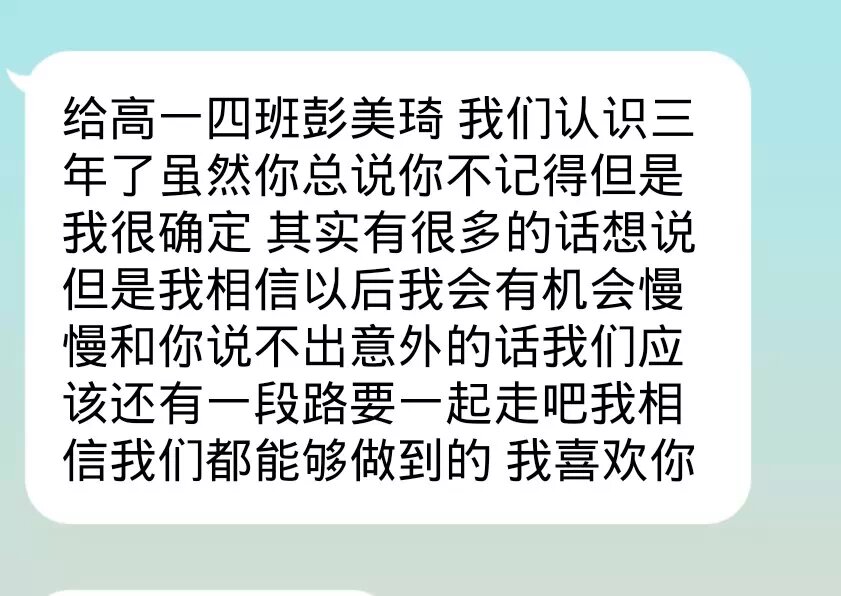 给高一四班彭美琦 我们认识三
年了虽然你总说你不记得但是
我很确定 其实有很多的话想说
但是我相信以后我会有机会慢
慢和你说不出意外的话我们应
该还有一段路要一起走吧我相
信我们都能够做到的 我喜欢你